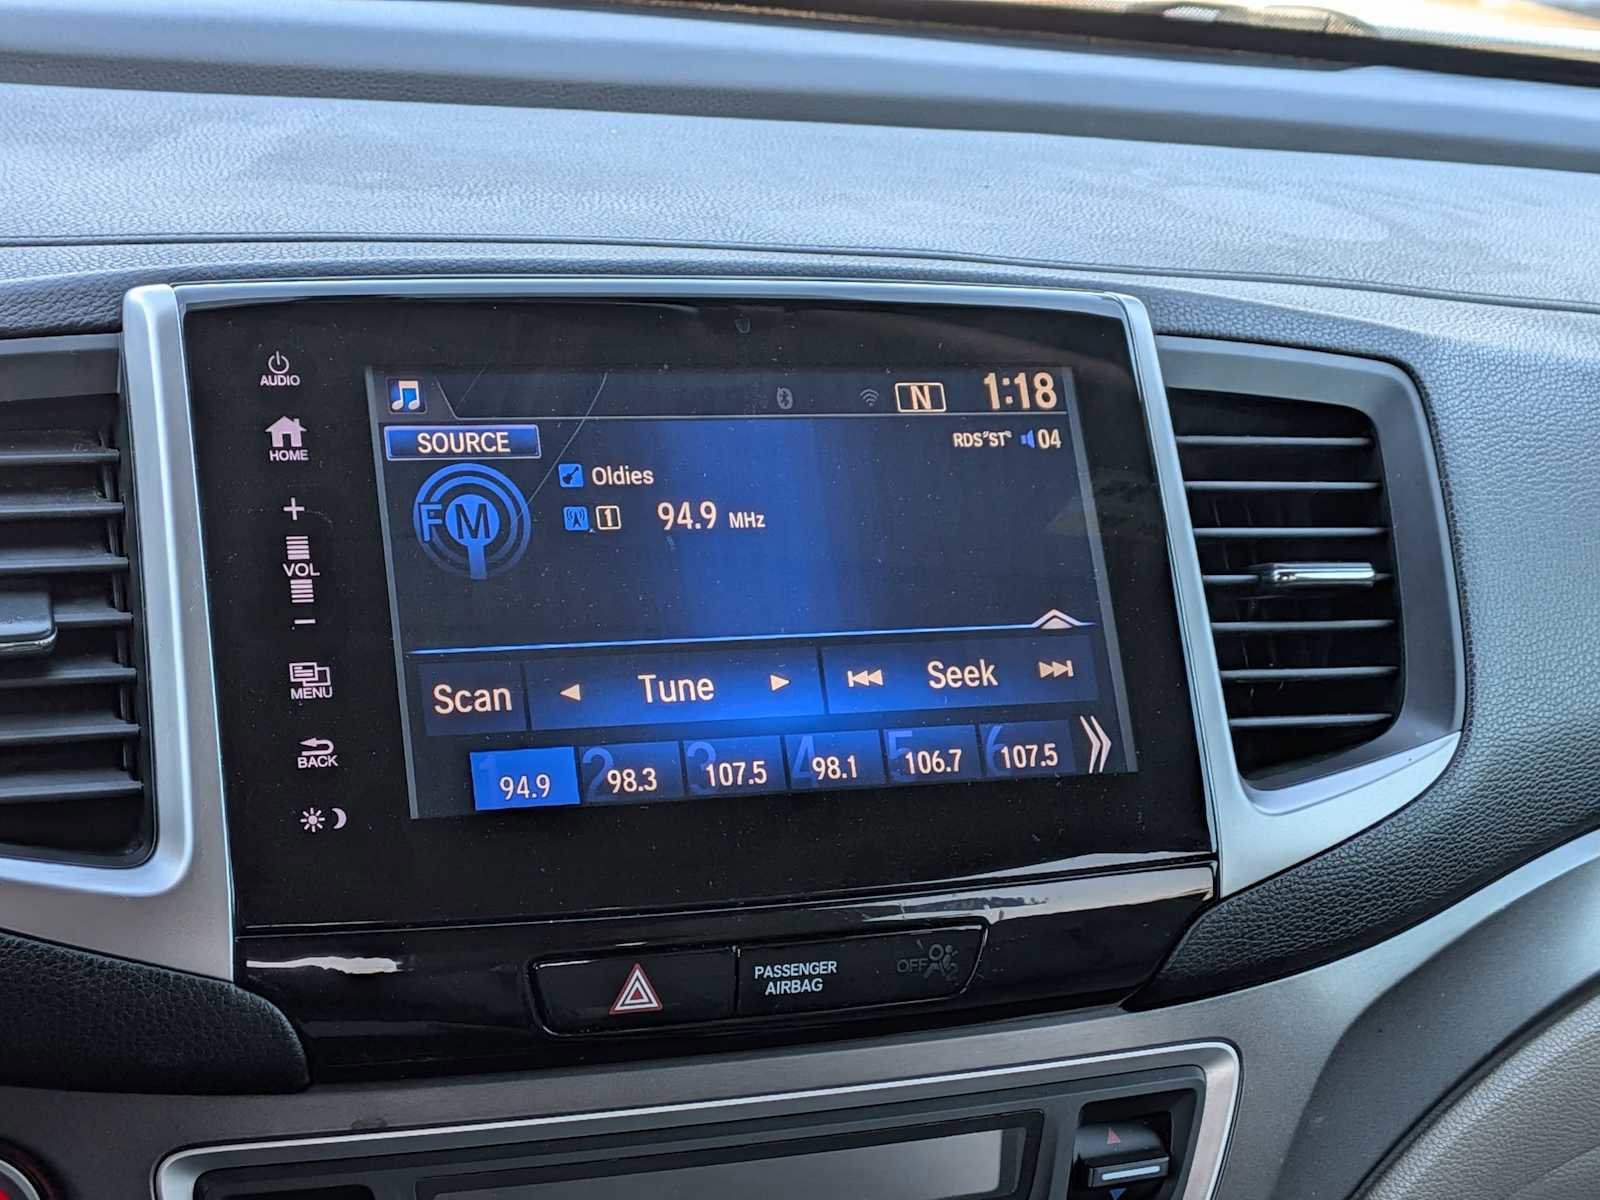 AUDIO
HOME
+
VOL
−
MENU
BACK
N 1:18
SOURCE
RDS "ST" 04
FM
Oldies
1 94.9 MHz
Scan
Tune
Seek
1 94.9
2 98.3
3 107.5
4 98.1
5 106.7
6 107.5
PASSENGER
AIRBAG
OFF